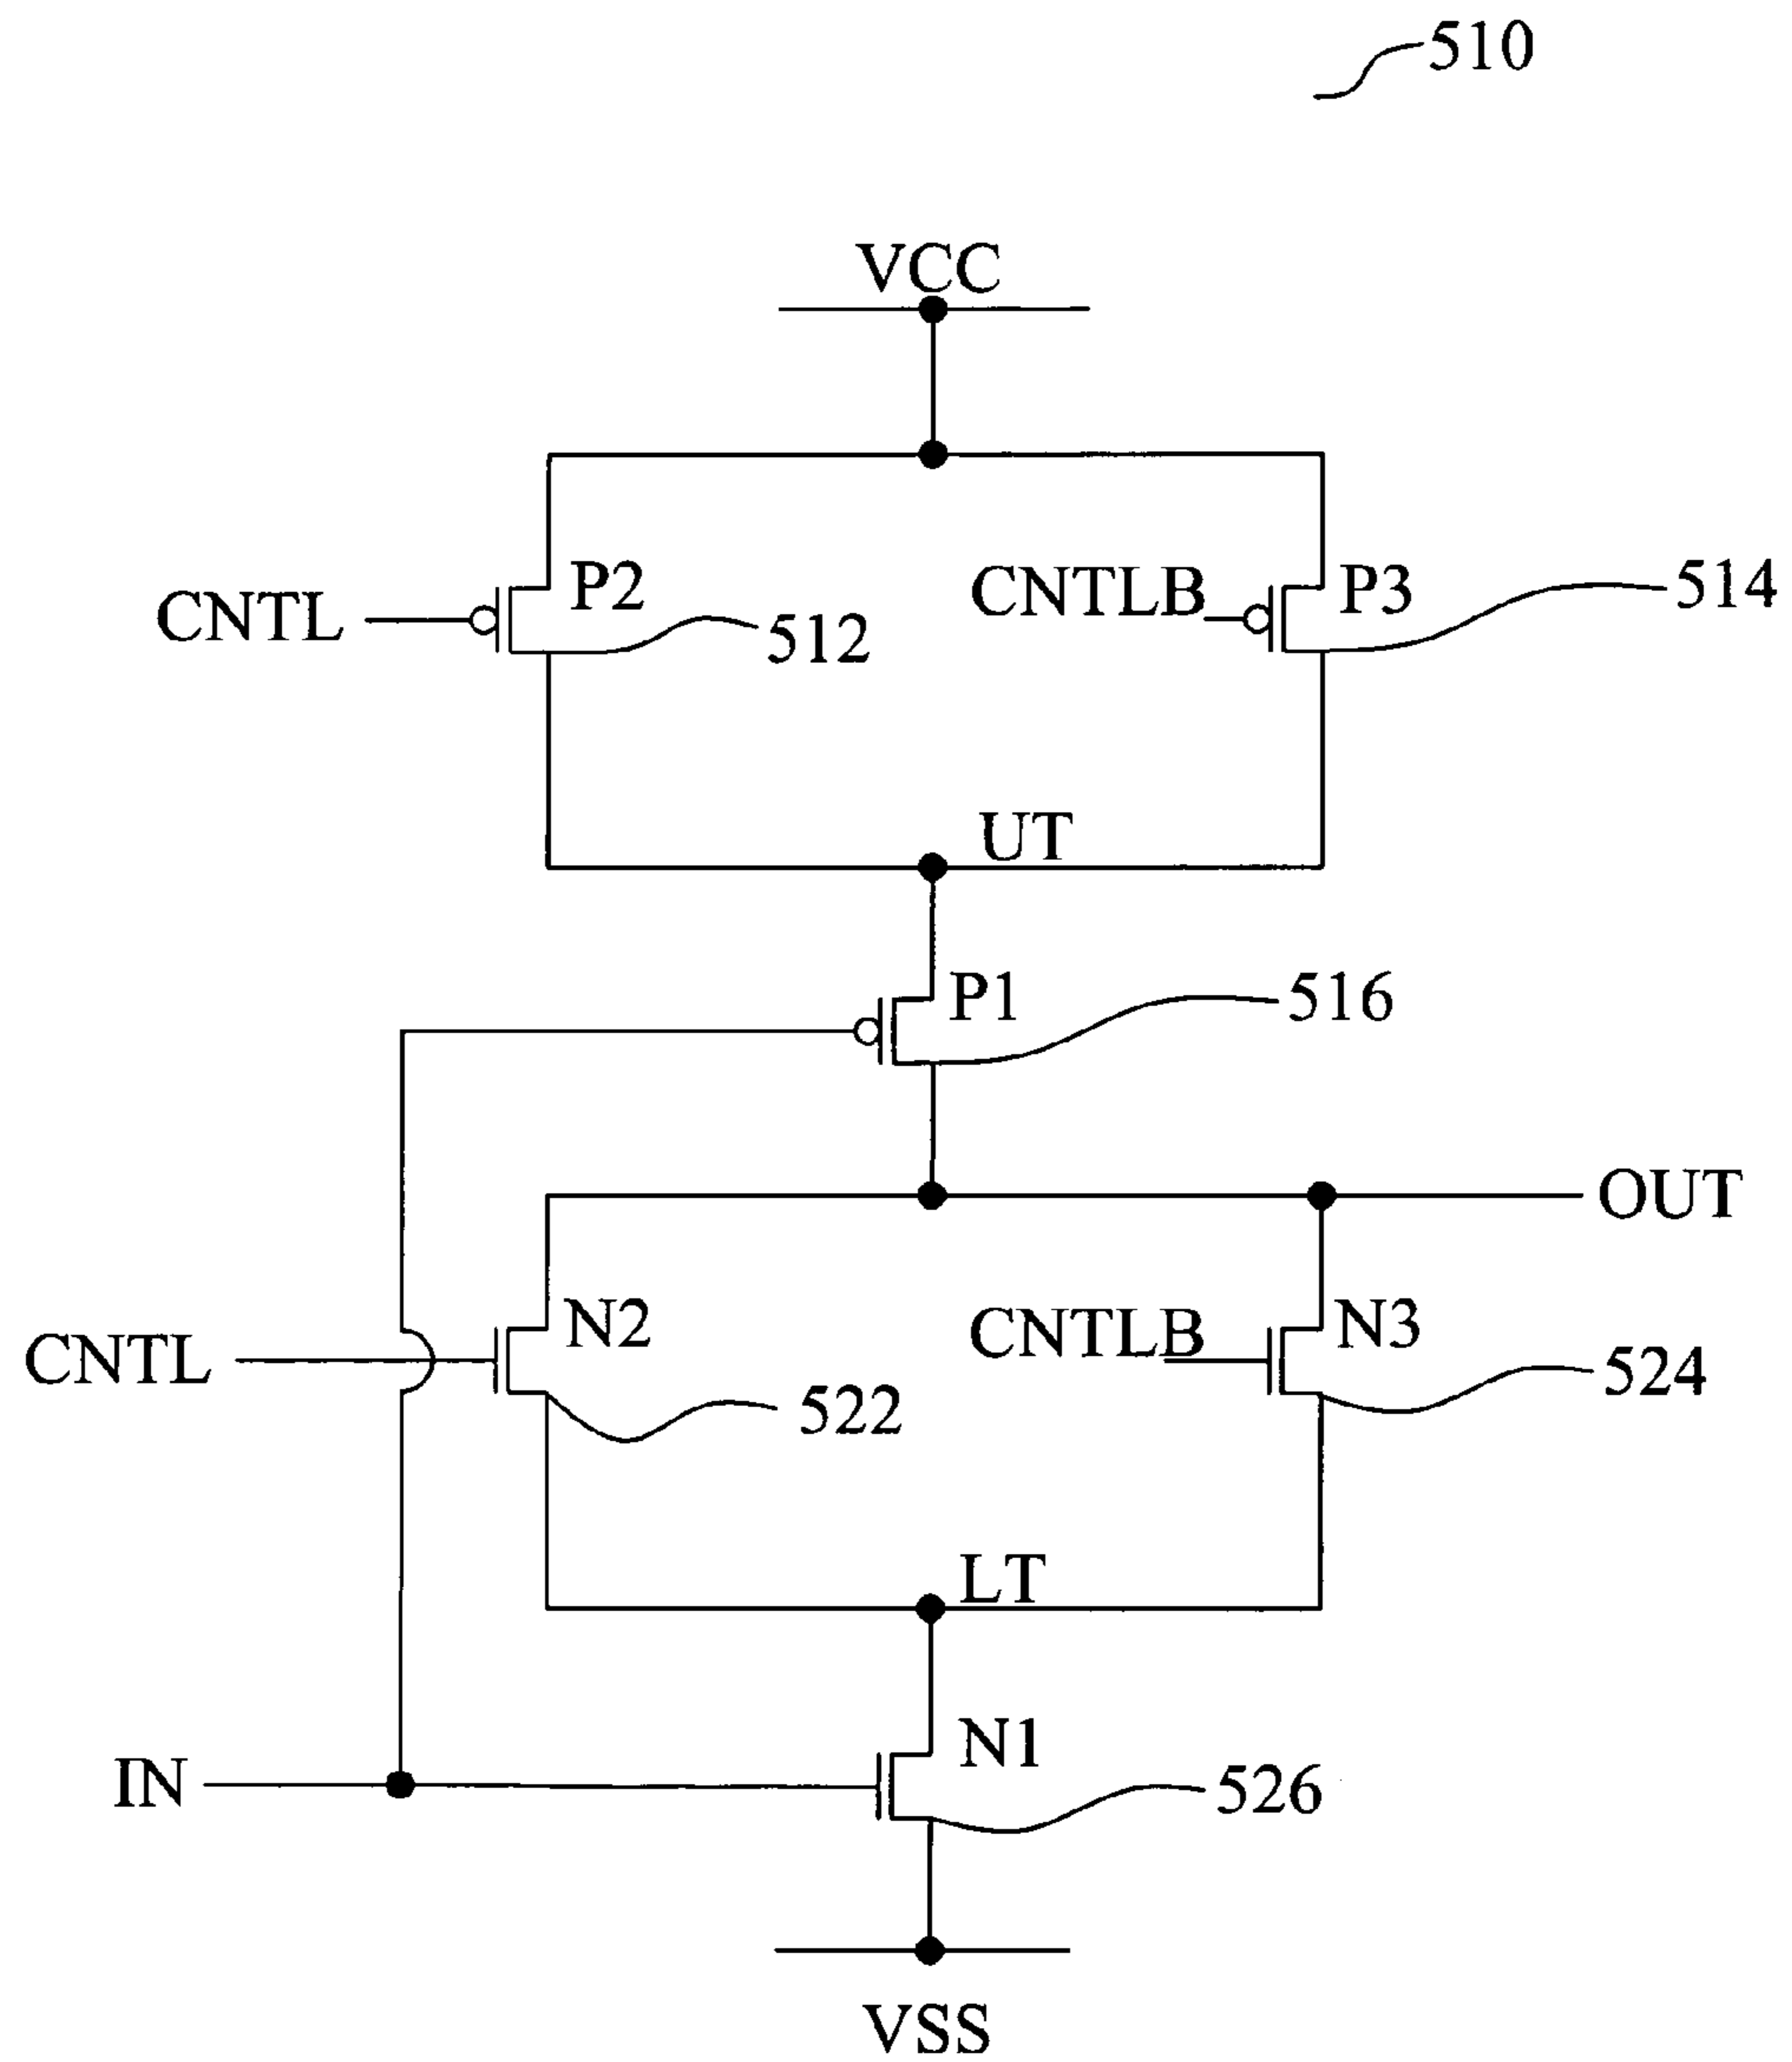 510
VCC
CNTL
P2
512
CNTLB
P3
514
UT
P1
516
OUT
CNTL
N2
522
CNTLB
N3
524
LT
IN
N1
526
VSS